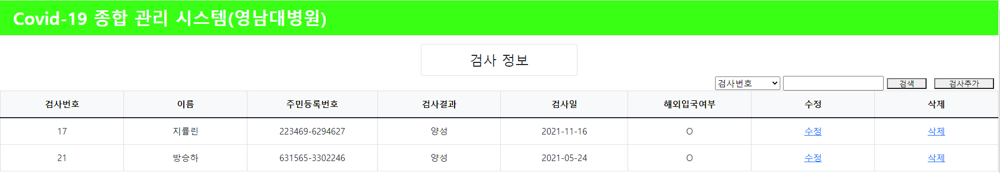 Covid-19 종합 관리 시스템(영남대병원)
검사 정보
검사번호 검색 검사추가
검사번호 이름 주민등록번호 검사결과 검사일 해외입국여부 수정 삭제
17 지률린 223469-6294627 양성 2021-11-16 O 수정 삭제
21 방승하 631565-3302246 양성 2021-05-24 O 수정 삭제